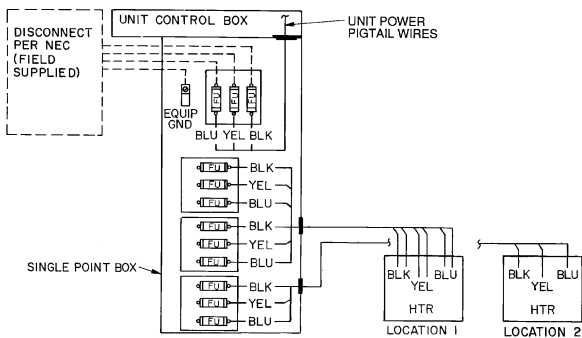 UNIT CONTROL BOX
UNIT POWER
PIGTAIL WIRES
DISCONNECT
PER NEC
(FIELD
SUPPLIED)
FU FU FU
EQUIP
GND
BLU YEL BLK
FU BLK
FU YEL
FU BLU
FU BLK
FU YEL
FU BLU
SINGLE POINT BOX
FU BLK
FU YEL
FU BLU
BLK YEL BLU
HTR
LOCATION 1
BLK YEL BLU
HTR
LOCATION 2